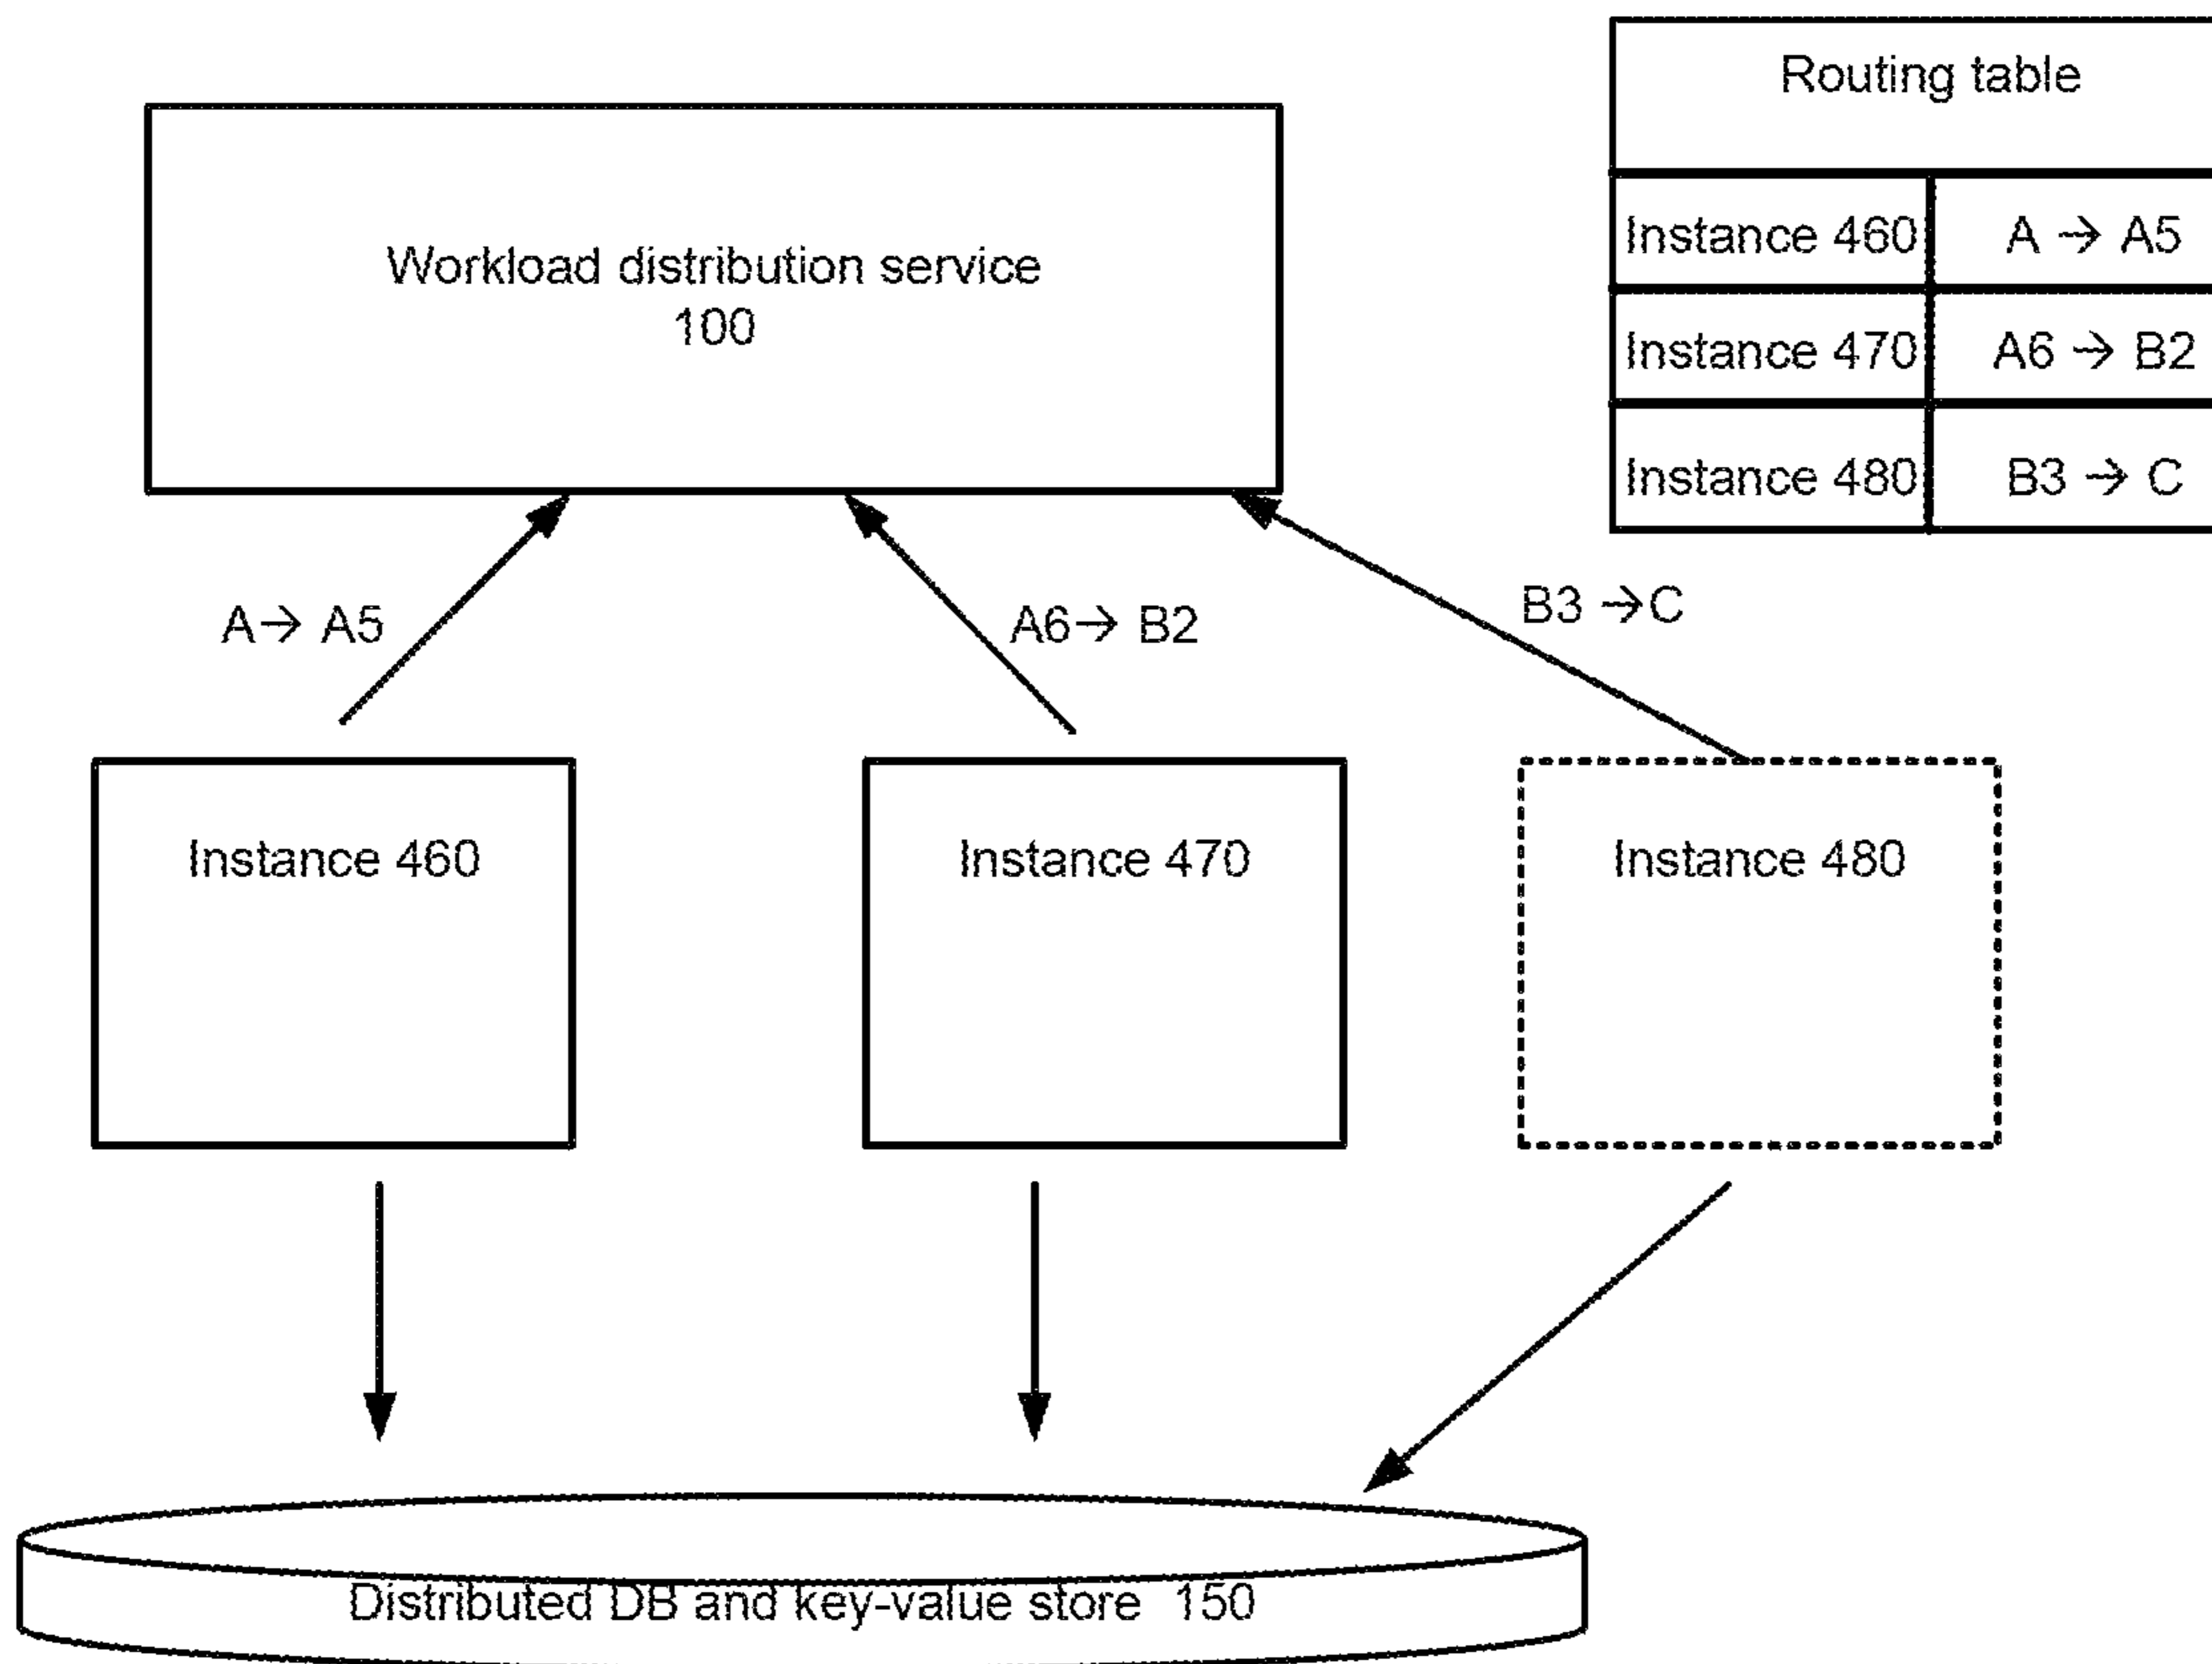 Routing table
Workload distribution service
100
Instance 460 A → A5
Instance 470 A6 → B2
Instance 480 B3 → C
A→ A5
A6→ B2
B3 →C
Instance 460
Instance 470
Instance 480
Distributed DB and key-value store 150